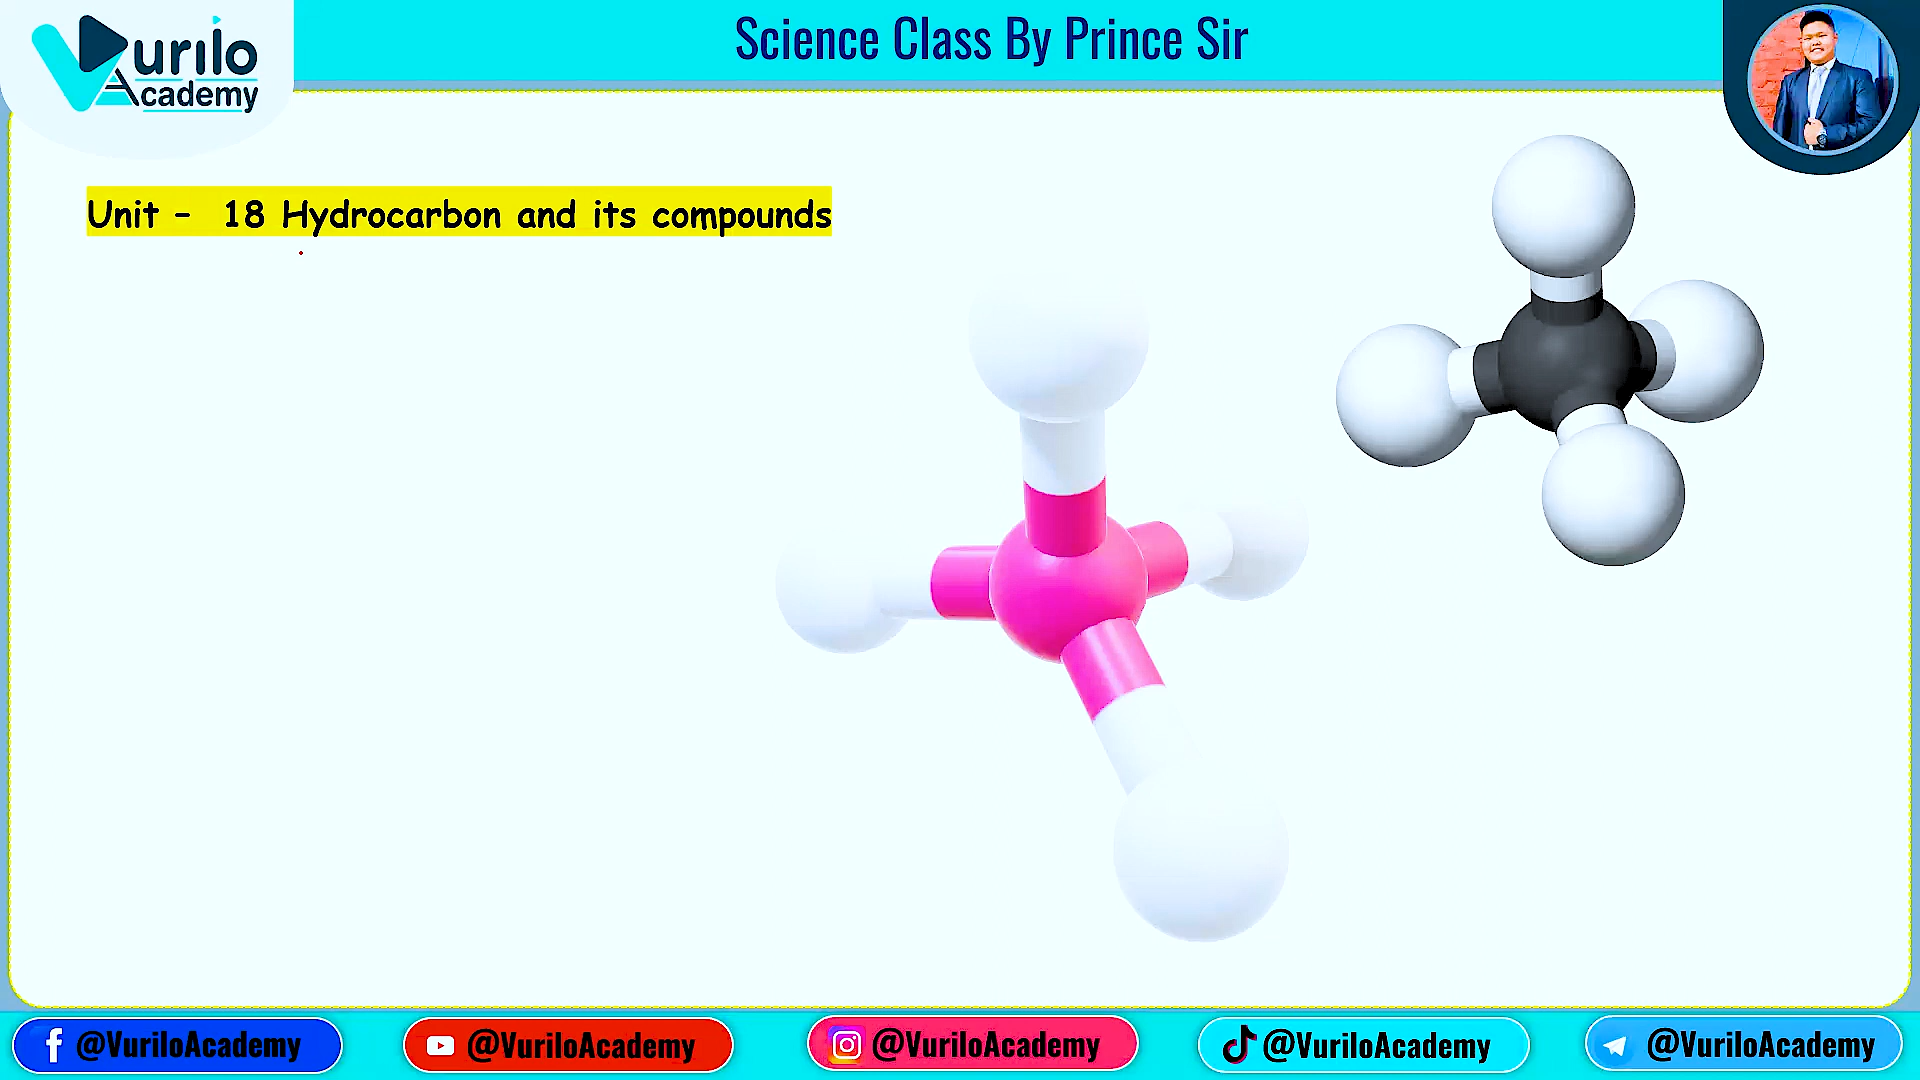 Vurilo
Academy
Science Class By Prince Sir
Unit - 18 Hydrocarbon and its compounds
@VuriloAcademy
@VuriloAcademy
@VuriloAcademy
@VuriloAcademy
@VuriloAcademy